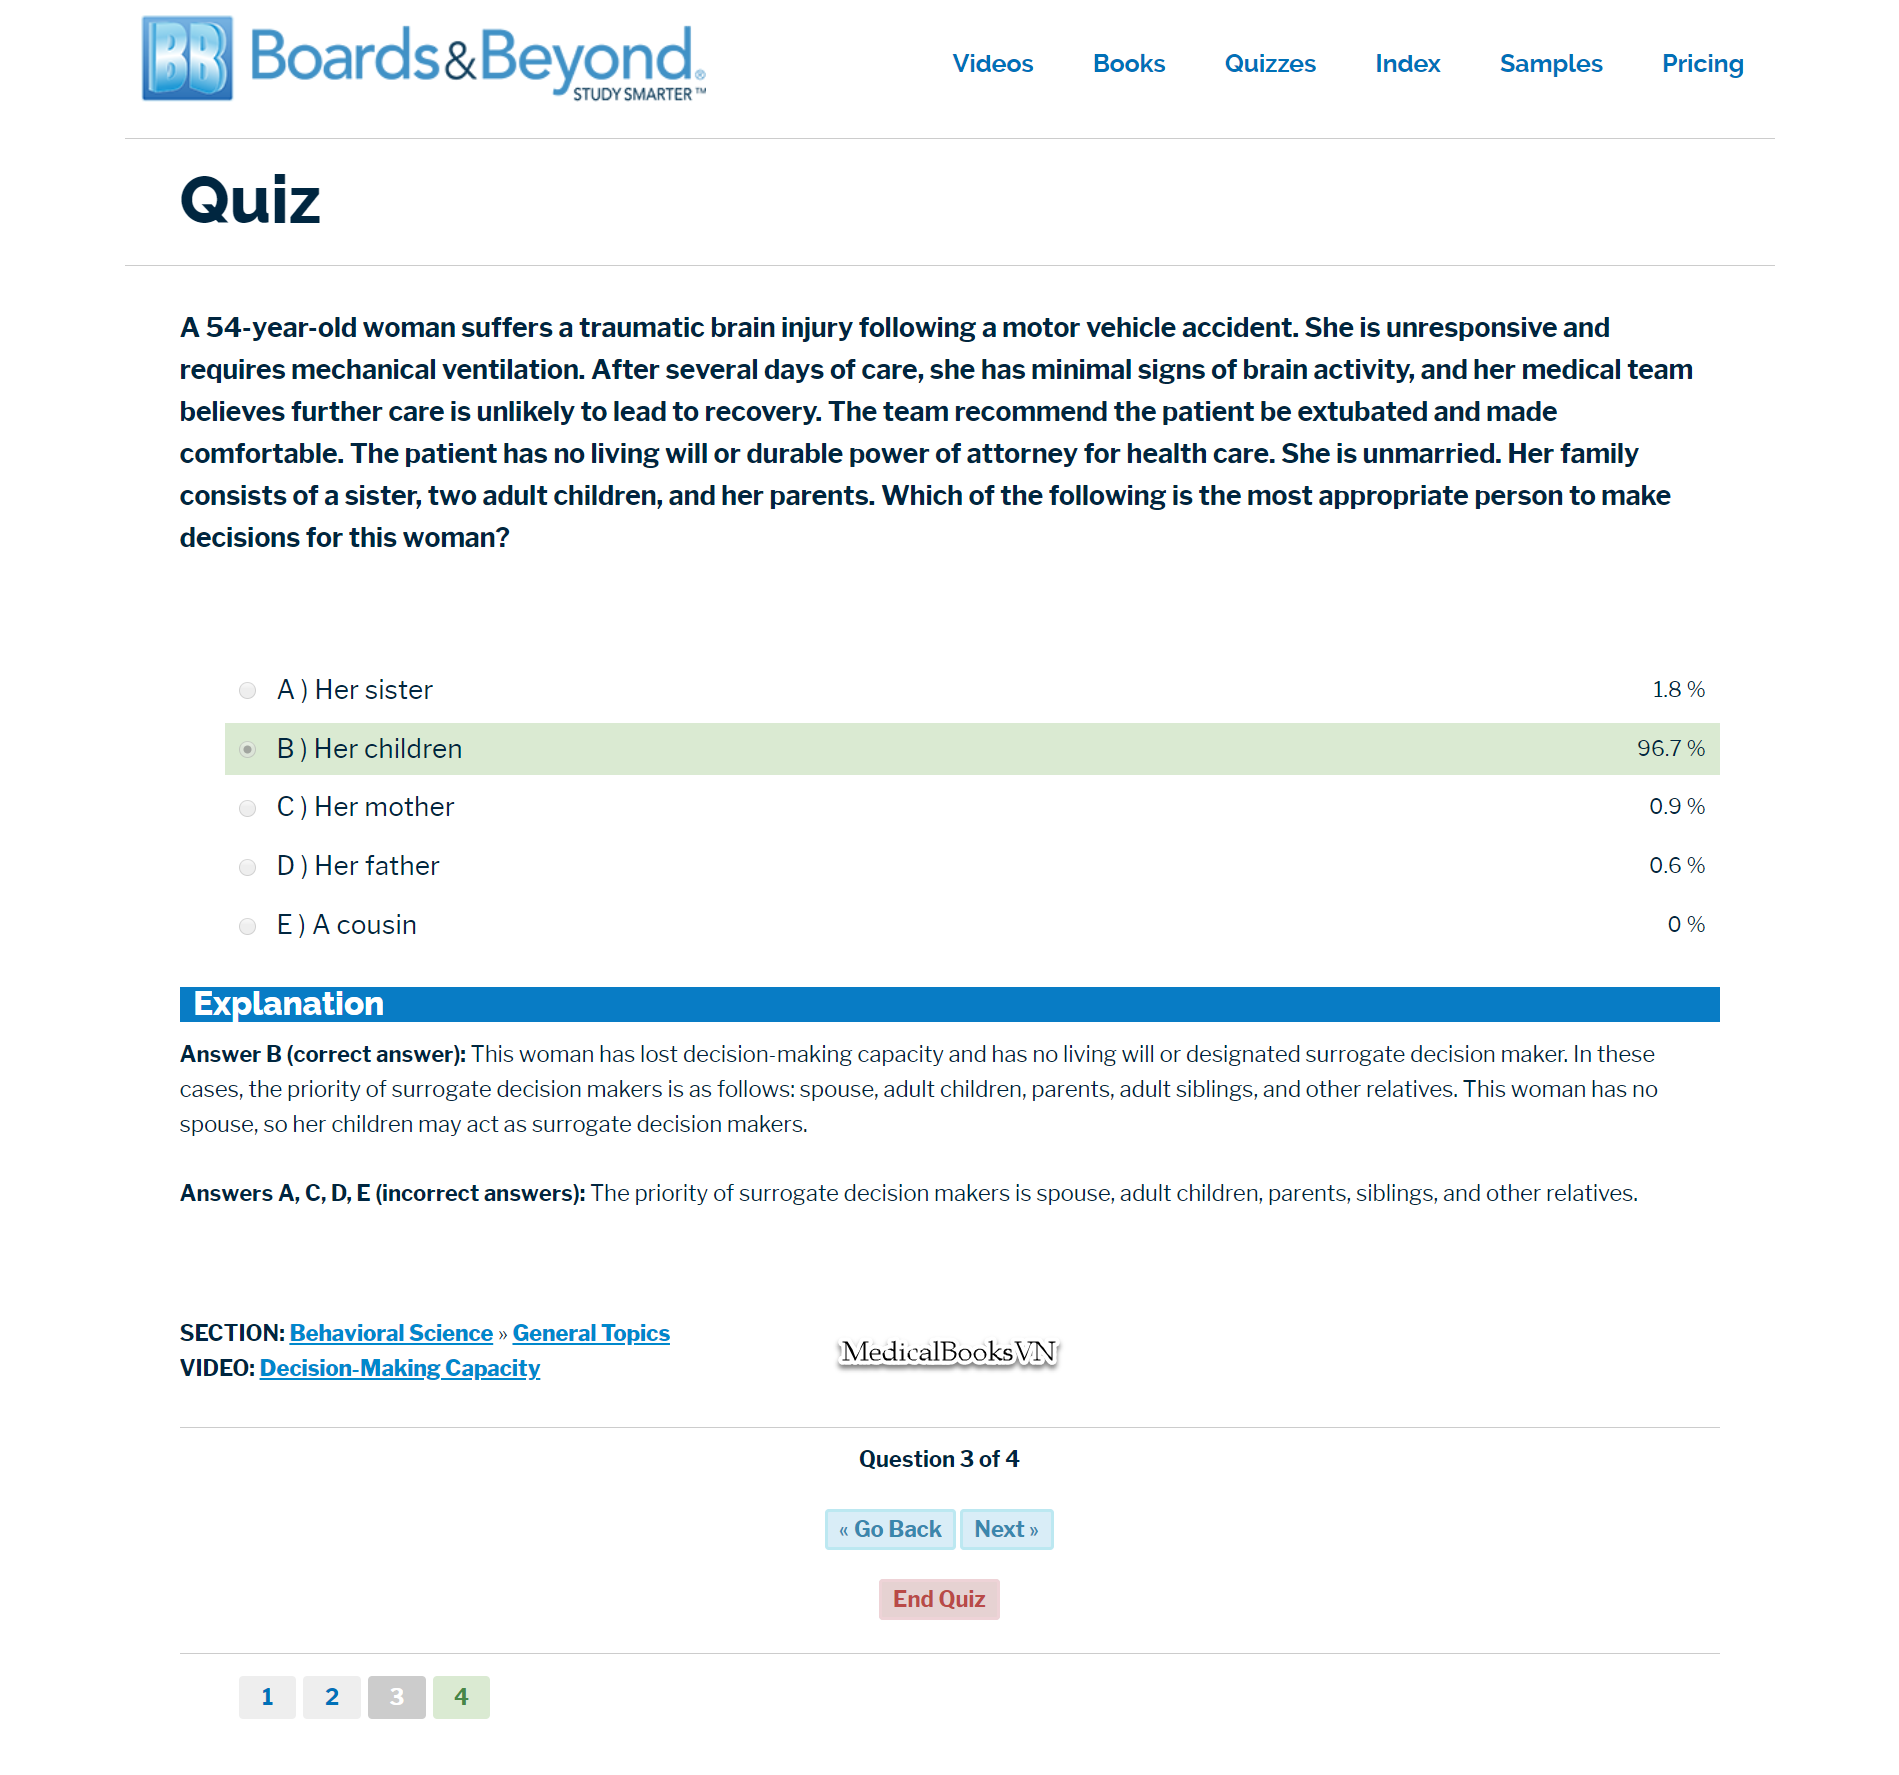 BB Boards&Beyond®
STUDY SMARTER™
Videos Books Quizzes Index Samples Pricing
Quiz
A 54-year-old woman suffers a traumatic brain injury following a motor vehicle accident. She is unresponsive and
requires mechanical ventilation. After several days of care, she has minimal signs of brain activity, and her medical team
believes further care is unlikely to lead to recovery. The team recommend the patient be extubated and made
comfortable. The patient has no living will or durable power of attorney for health care. She is unmarried. Her family
consists of a sister, two adult children, and her parents. Which of the following is the most appropriate person to make
decisions for this woman?
A ) Her sister 1.8 %
B ) Her children 96.7 %
C ) Her mother 0.9 %
D ) Her father 0.6 %
E ) A cousin 0 %
Explanation
Answer B (correct answer): This woman has lost decision-making capacity and has no living will or designated surrogate decision maker. In these
cases, the priority of surrogate decision makers is as follows: spouse, adult children, parents, adult siblings, and other relatives. This woman has no
spouse, so her children may act as surrogate decision makers.
Answers A, C, D, E (incorrect answers): The priority of surrogate decision makers is spouse, adult children, parents, siblings, and other relatives.
SECTION: Behavioral Science » General Topics
VIDEO: Decision-Making Capacity
MedicalBooksVN
Question 3 of 4
« Go Back Next »
End Quiz
1 2 3 4